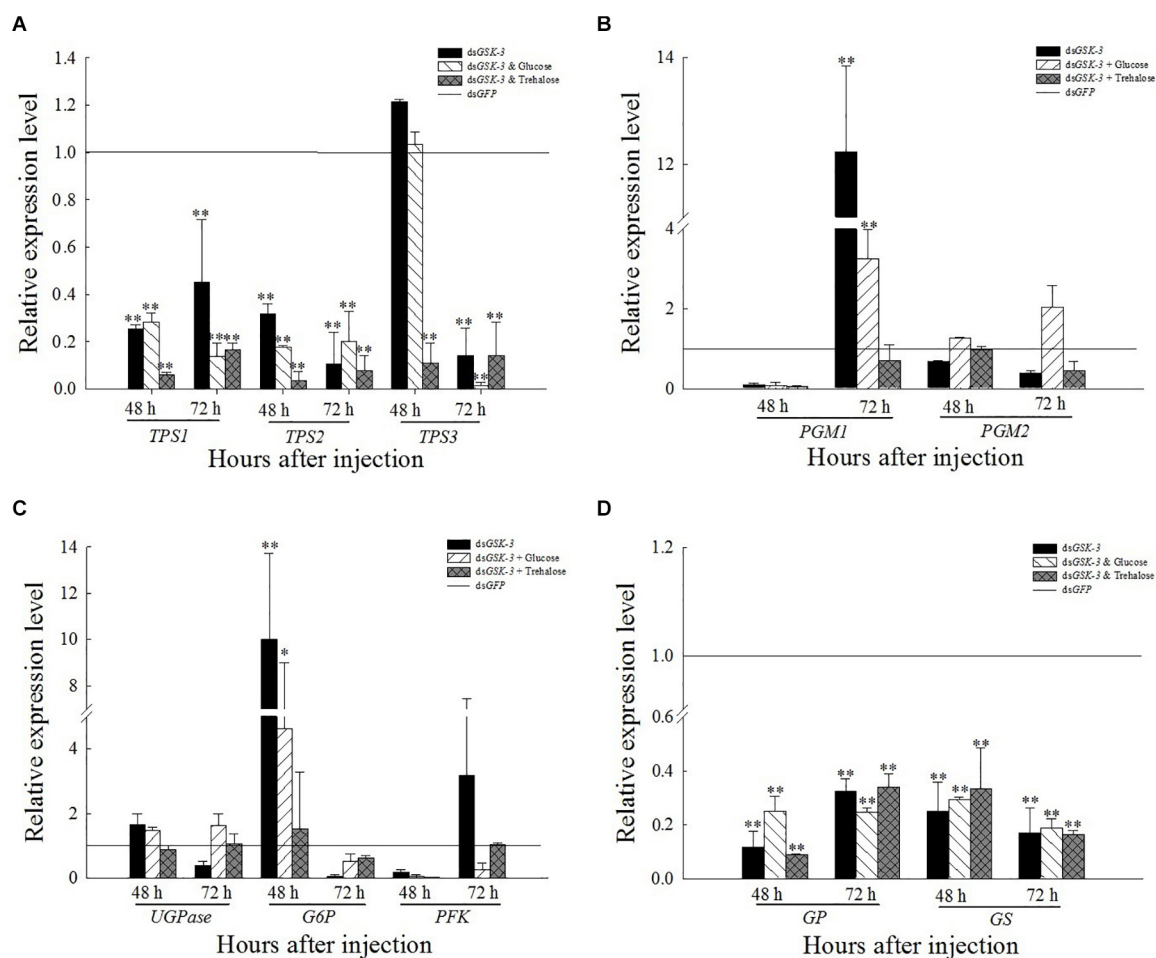 A
Relative expression level
1.4
1.2
1.0
0.8
0.6
0.4
0.2
0.0
dsGSK-3
dsGSK-3 & Glucose
dsGSK-3 & Trehalose
dsGFP
** ** ** ** ** ** ** ** ** ** ** ** ** ** ** **
48 h 72 h 48 h 72 h 48 h 72 h
TPS1 TPS2 TPS3
Hours after injection
B
Relative expression level
14
12
4
2
0
dsGSK-3
dsGSK-3 + Glucose
dsGSK-3 + Trehalose
dsGFP
** **
48 h 72 h 48 h 72 h
PGM1 PGM2
Hours after injection
C
Relative expression level
14
12
10
8
6
4
2
0
dsGSK-3
dsGSK-3 + Glucose
dsGSK-3 + Trehalose
dsGFP
** *
48 h 72 h 48 h 72 h 48 h 72 h
UGPase G6P PFK
Hours after injection
D
Relative expression level
1.2
1.0
0.6
0.4
0.2
0.0
dsGSK-3
dsGSK-3 & Glucose
dsGSK-3 & Trehalose
dsGFP
** ** ** ** ** ** ** ** ** ** ** **
48 h 72 h 48 h 72 h
GP GS
Hours after injection